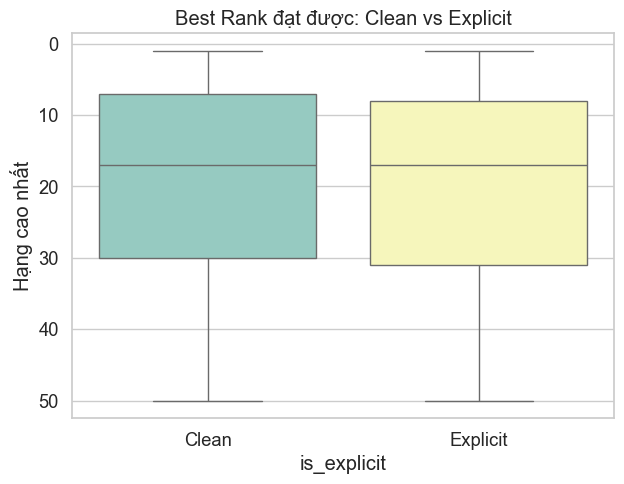 Best Rank đạt được: Clean vs Explicit
Hạng cao nhất
0
10
20
30
40
50
Clean
Explicit
is_explicit